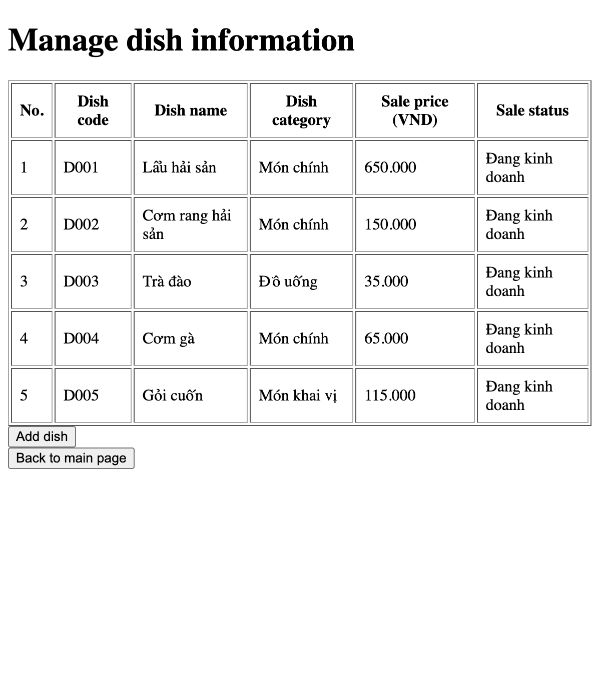 Manage dish information
No. Dish code Dish name Dish category Sale price (VND) Sale status
1 D001 Lẩu hải sản Món chính 650.000 Đang kinh doanh
2 D002 Cơm rang hải sản Món chính 150.000 Đang kinh doanh
3 D003 Trà đào Đồ uống 35.000 Đang kinh doanh
4 D004 Cơm gà Món chính 65.000 Đang kinh doanh
5 D005 Gỏi cuốn Món khai vị 115.000 Đang kinh doanh
Add dish
Back to main page